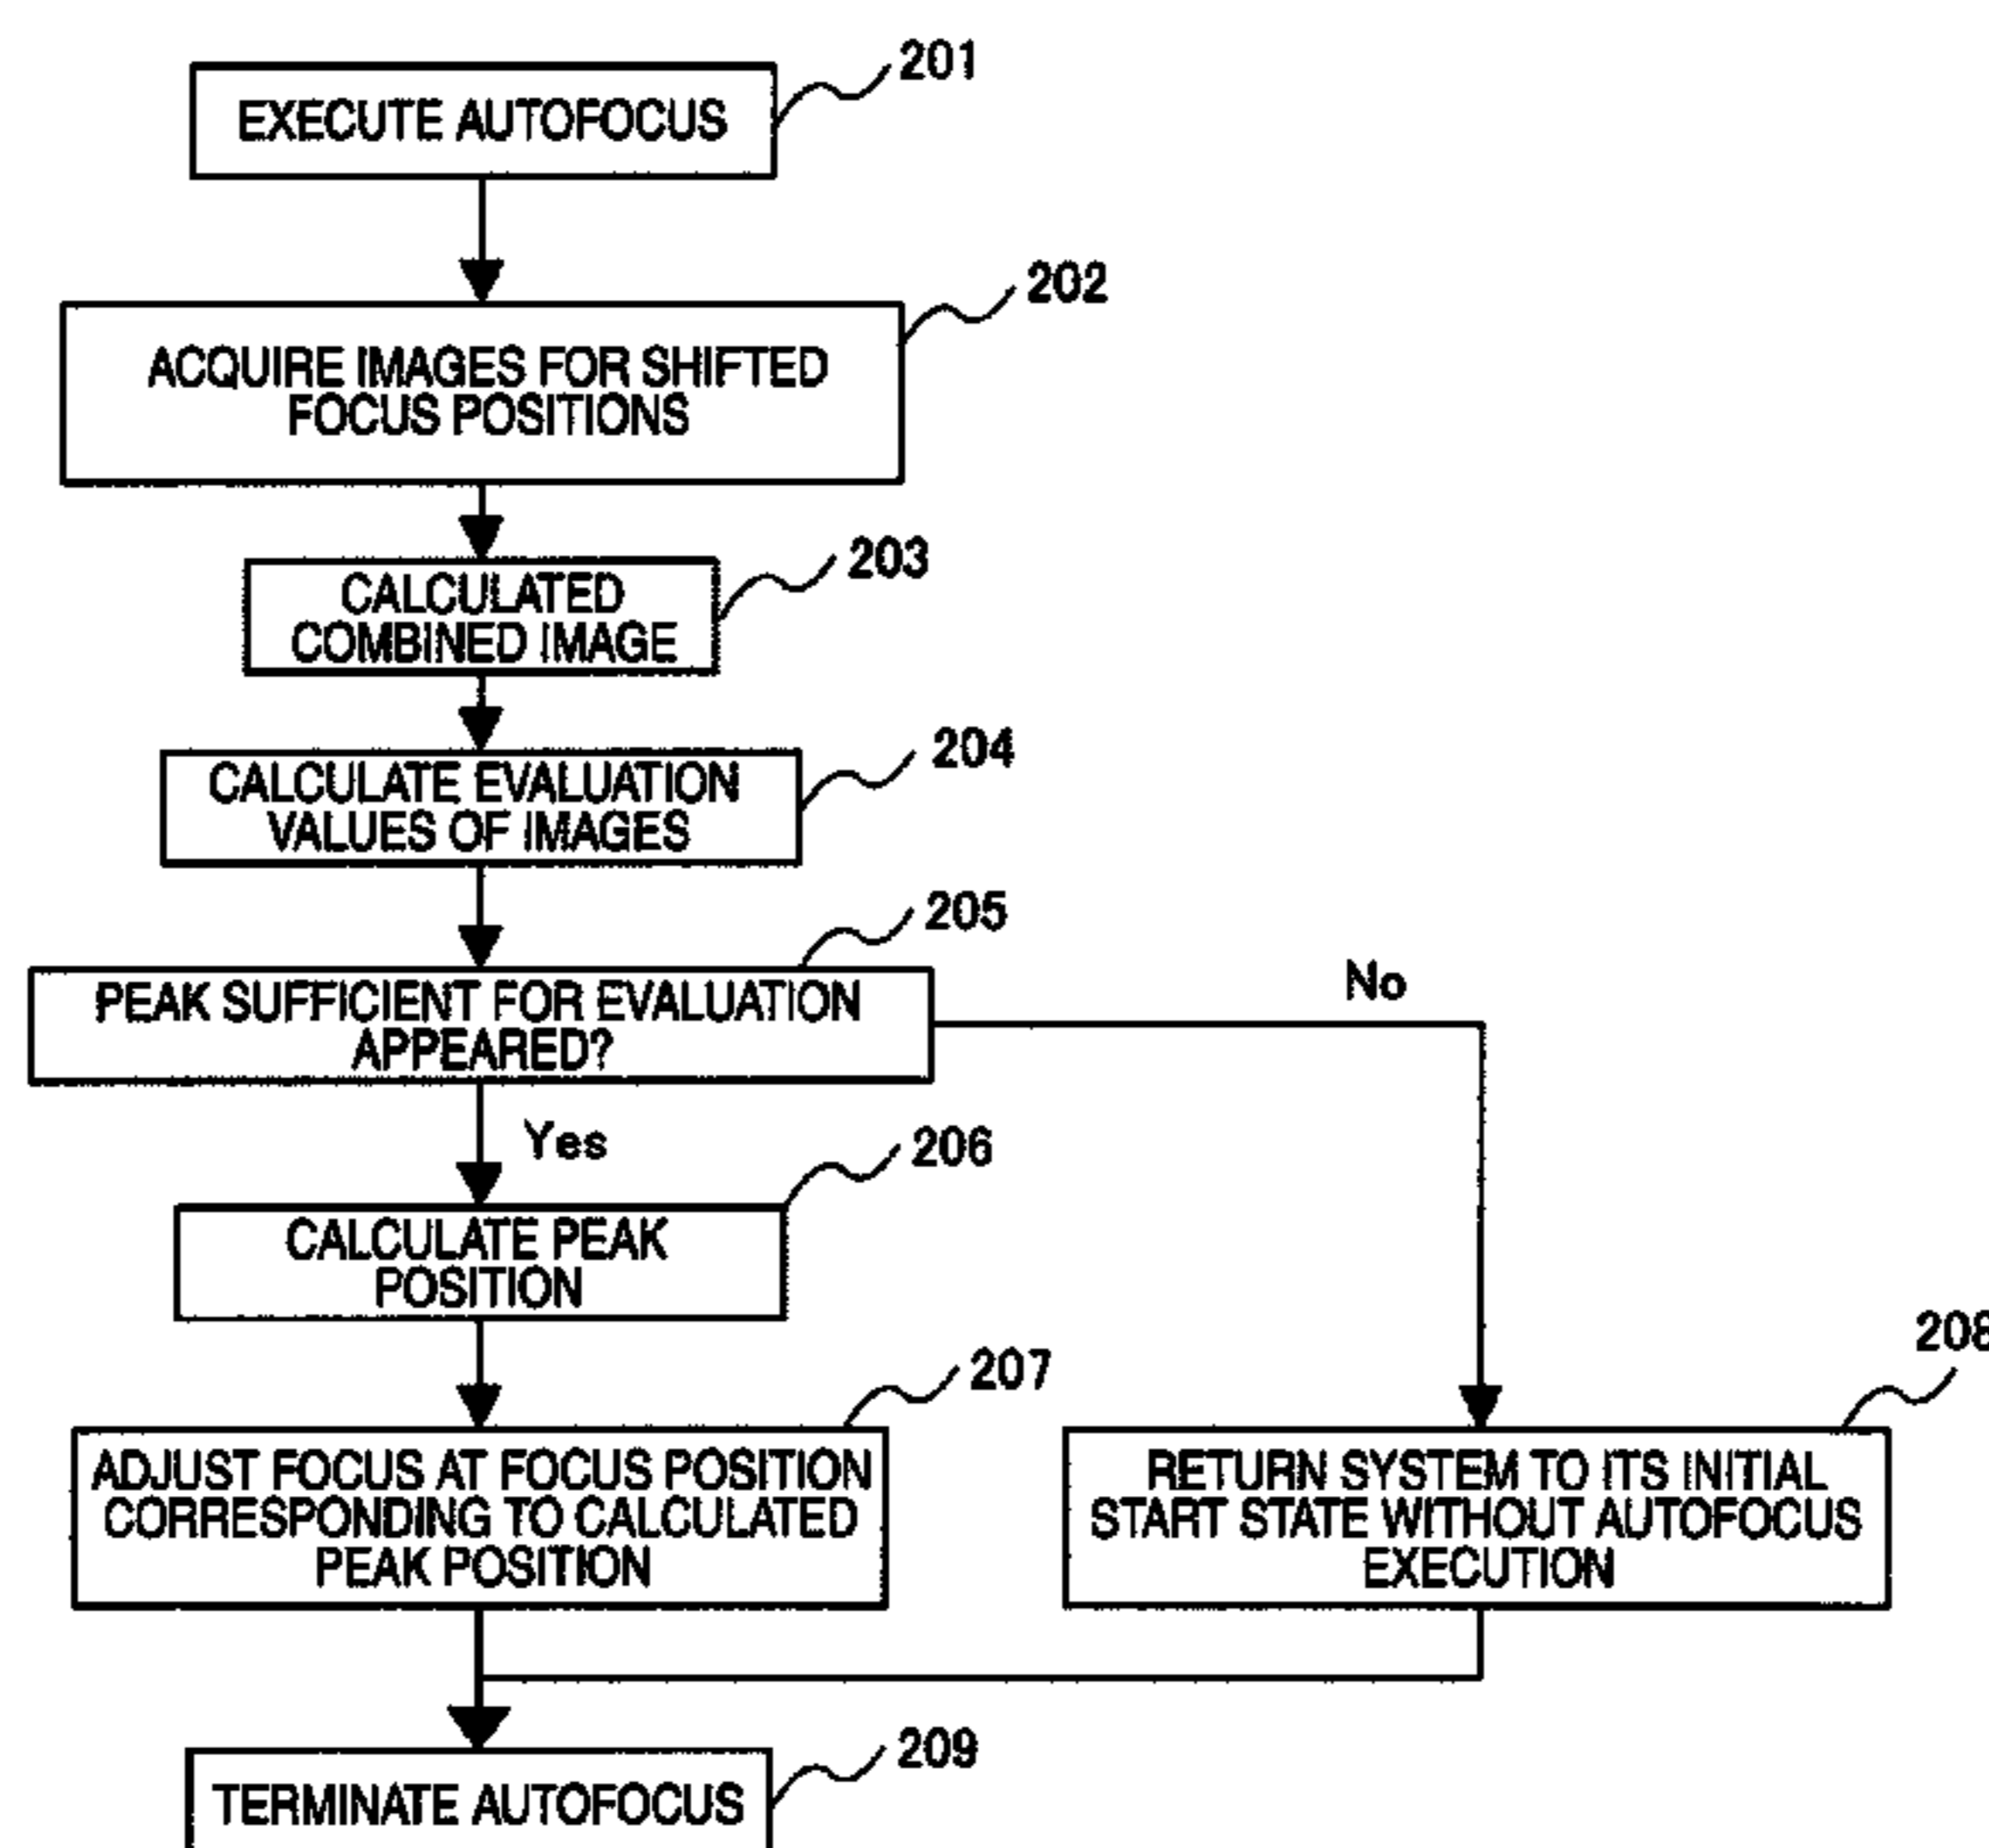 201
EXECUTE AUTOFOCUS
202
ACQUIRE IMAGES FOR SHIFTED
FOCUS POSITIONS
203
CALCULATED
COMBINED IMAGE
204
CALCULATE EVALUATION
VALUES OF IMAGES
205
PEAK SUFFICIENT FOR EVALUATION
APPEARED?
No
Yes
206
CALCULATE PEAK
POSITION
207
ADJUST FOCUS AT FOCUS POSITION
CORRESPONDING TO CALCULATED
PEAK POSITION
208
RETURN SYSTEM TO ITS INITIAL
START STATE WITHOUT AUTOFOCUS
EXECUTION
209
TERMINATE AUTOFOCUS